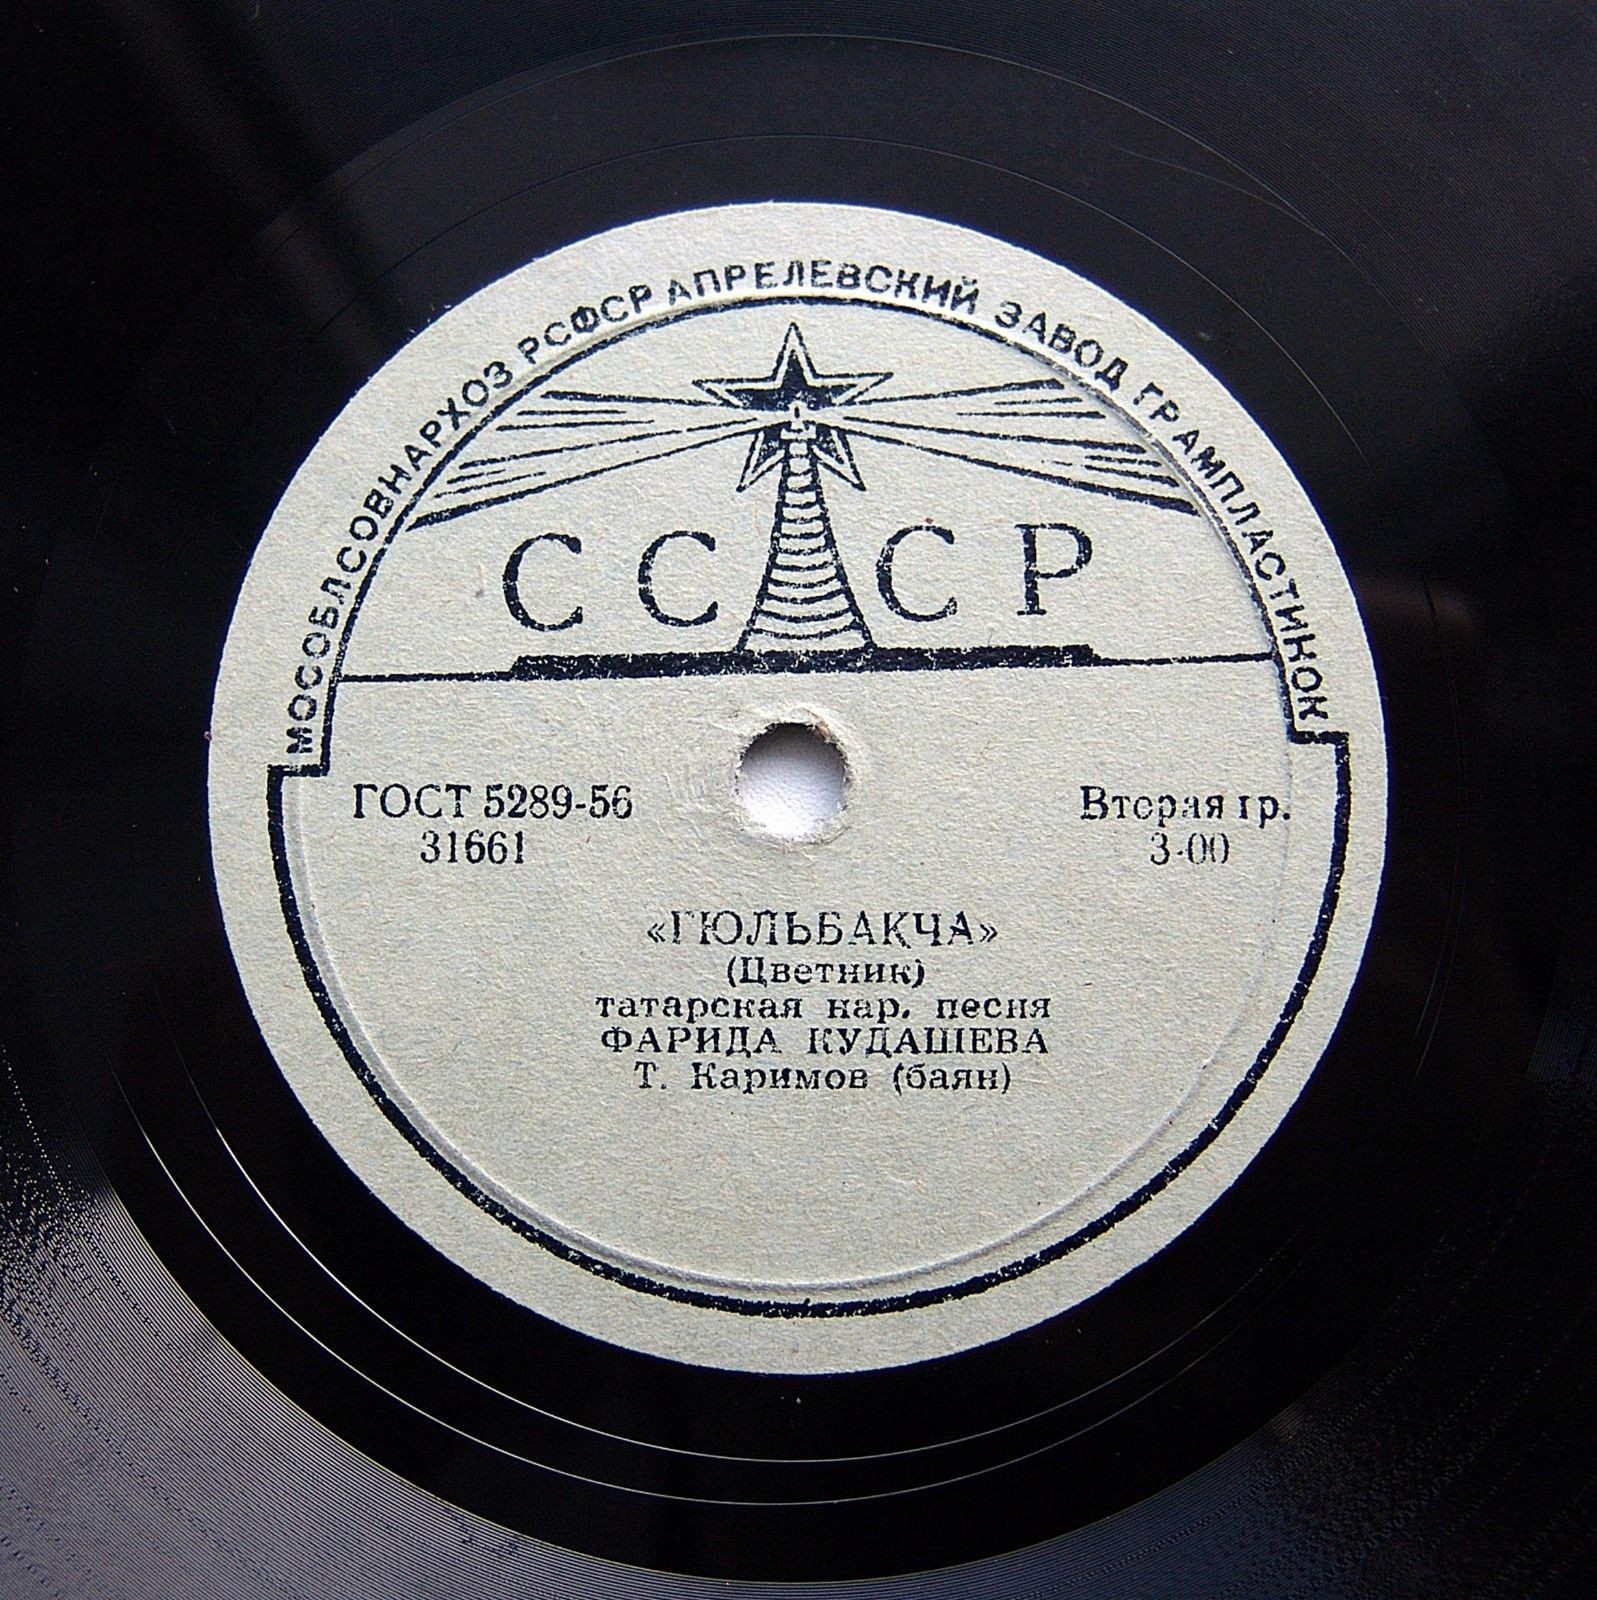 МОСОБЛСОВНАРХОЗ РСФСР АПРЕЛЕВСКИЙ ЗАВОД ГРАМПЛАСТИНОК
СССР
ГОСТ 5289-56
31661
Вторая гр.
3-00
«ГЮЛЬБАКЧА»
(Цветник)
татарская нар. песня
ФАРИДА КУДАШЕВА
Т. Каримов (баян)